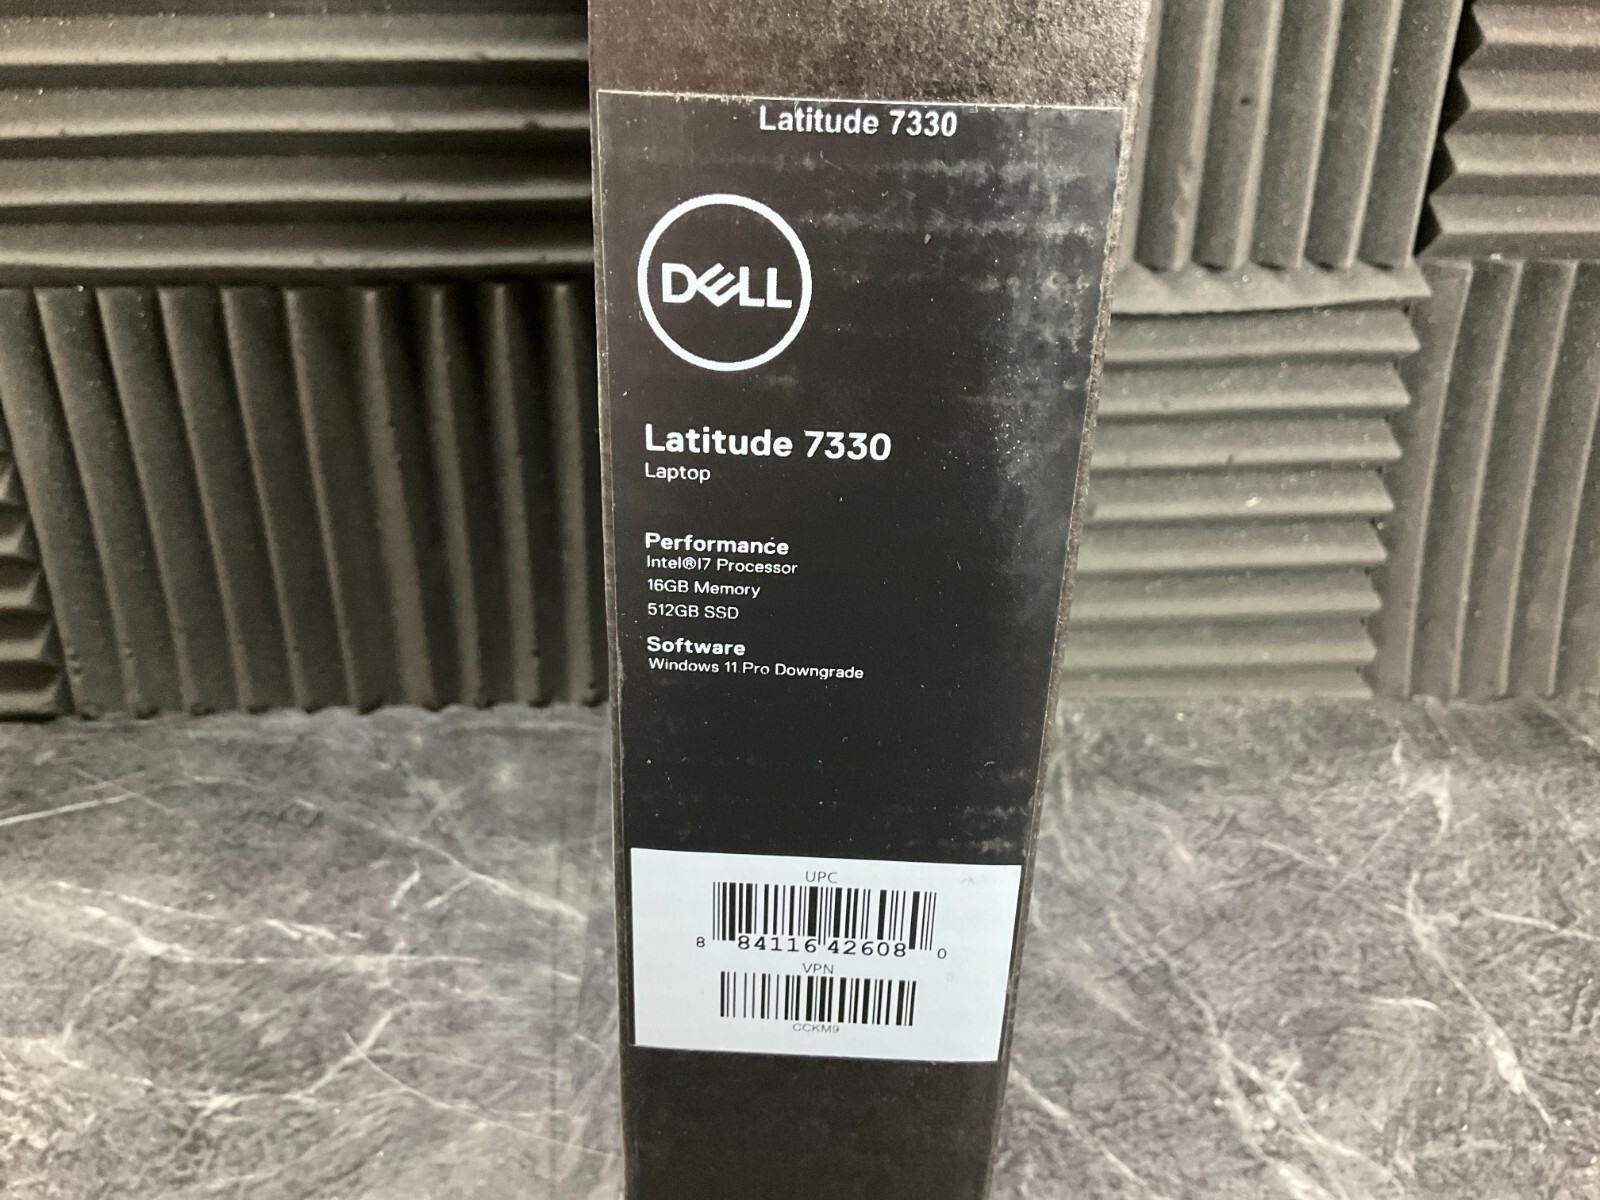 Latitude 7330
DELL
Latitude 7330
Laptop
Performance
Intel®I7 Processor
16GB Memory
512GB SSD
Software
Windows 11 Pro Downgrade
UPC
8 84116 42608 0
VPN
CCKM9